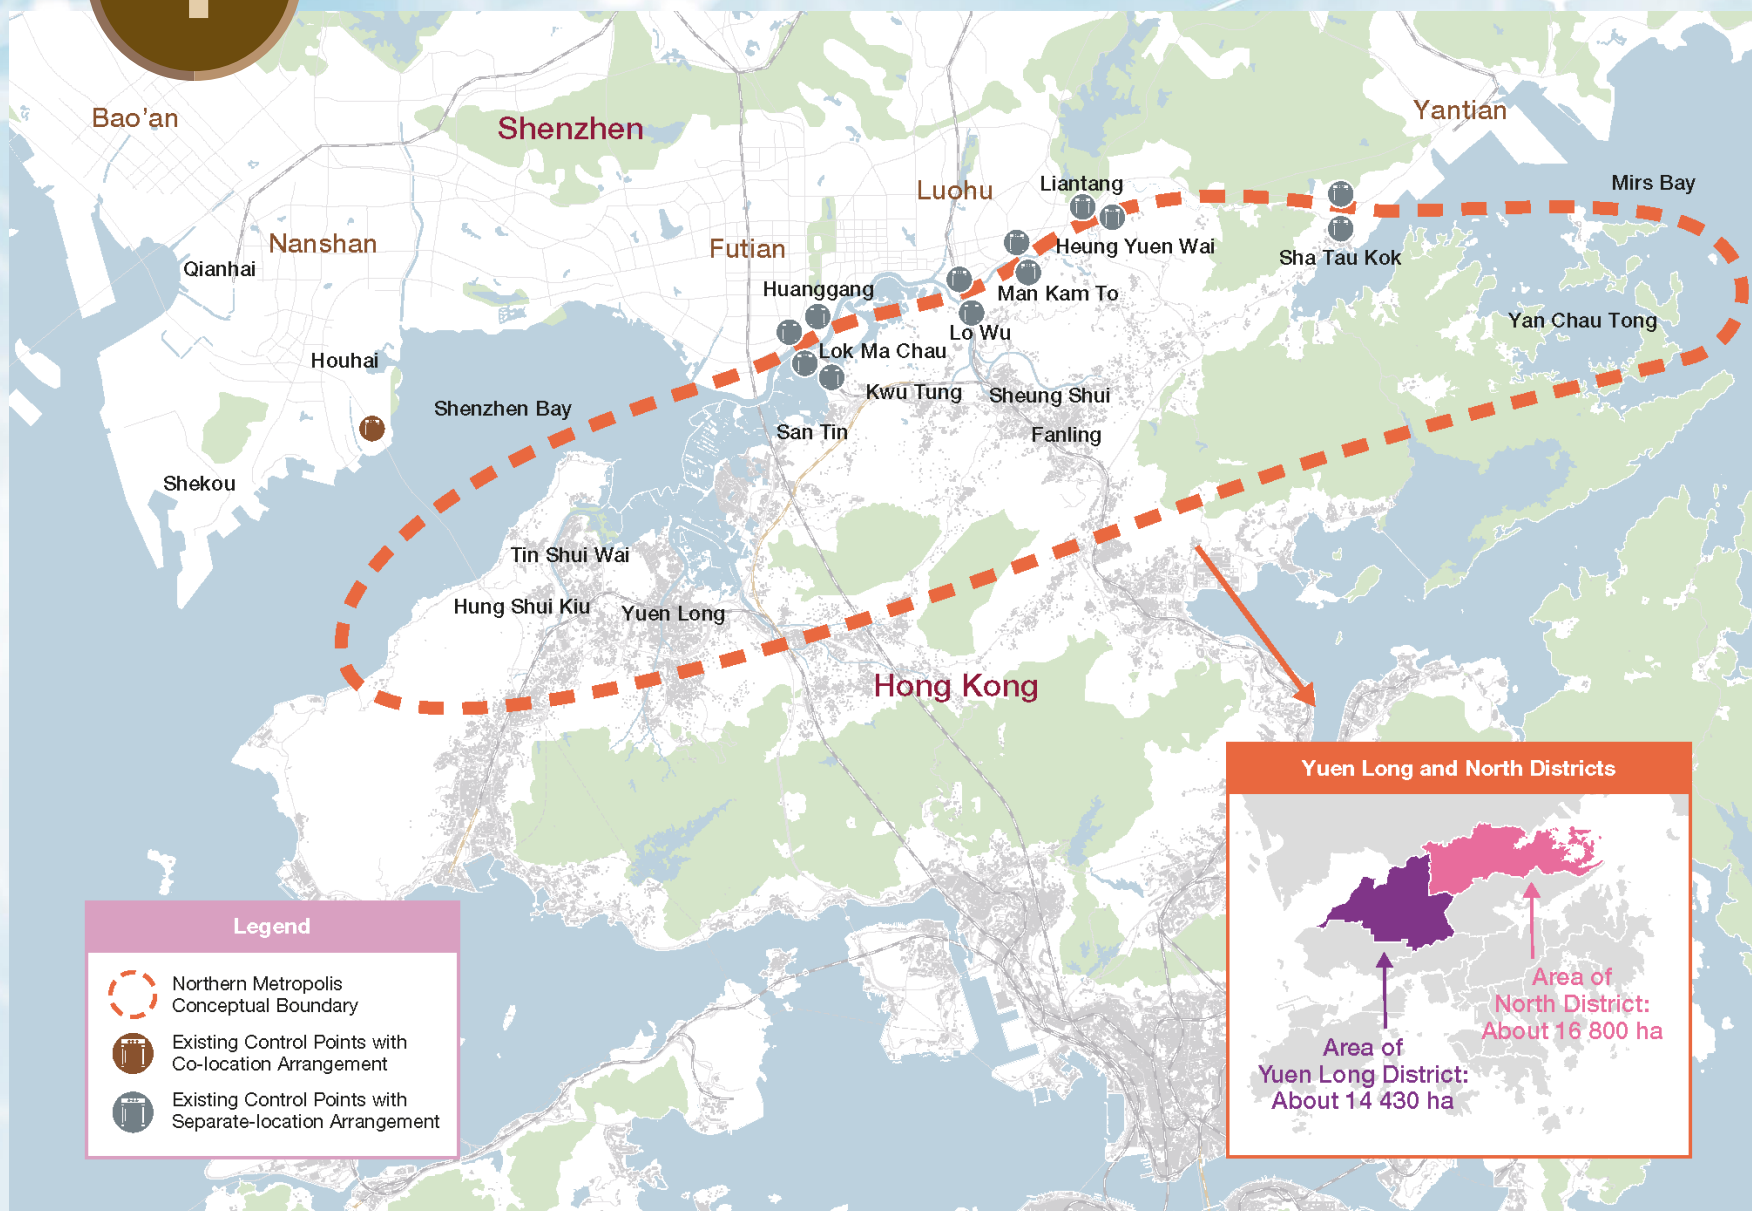 Bao'an
Shenzhen
Yantian
Luohu
Liantang
Mirs Bay
Nanshan
Futian
Heung Yuen Wai
Sha Tau Kok
Qianhai
Huanggang
Man Kam To
Yan Chau Tong
Lo Wu
Houhai
Lok Ma Chau
Kwu Tung
Sheung Shui
Shenzhen Bay
San Tin
Fanling
Shekou
Tin Shui Wai
Hung Shui Kiu
Yuen Long
Hong Kong
Yuen Long and North Districts
Area of
North District:
About 16 800 ha
Area of
Yuen Long District:
About 14 430 ha
Legend
Northern Metropolis
Conceptual Boundary
Existing Control Points with
Co-location Arrangement
Existing Control Points with
Separate-location Arrangement